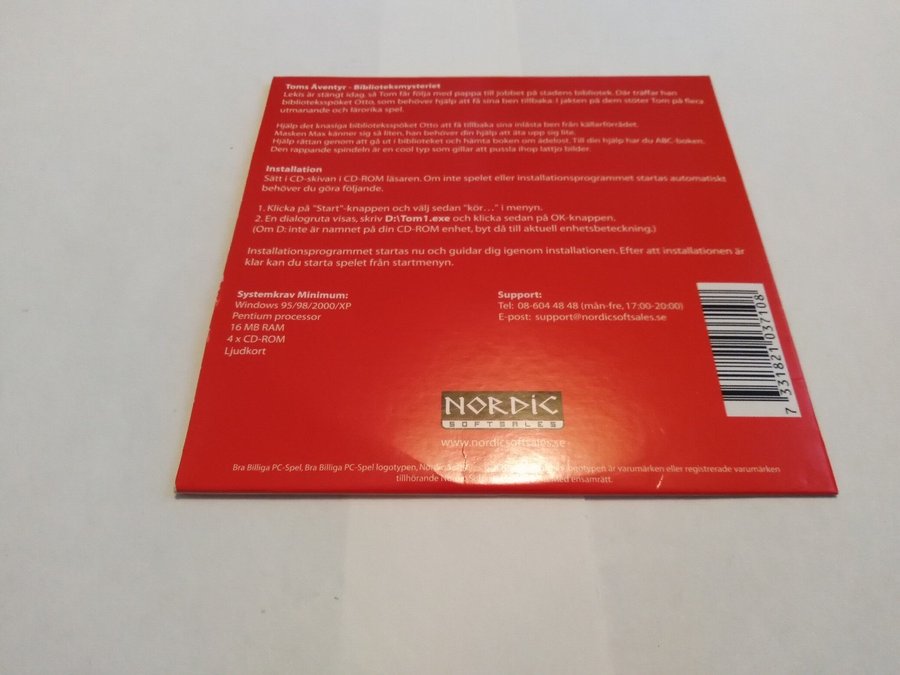 Toms Äventyr - Biblioteksmysteriet
Lekis är stängt idag, så Tom får följa med pappa till jobbet på stadens bibliotek. Där träffar han
biblioteksspöket Otto, som behöver hjälp att få sina ben tillbaka. I jakten på dem stöter Tom på flera
utmanande och lärorika spel.
Hjälp det knasiga biblioteksspöket Otto att få tillbaka sina inlåsta ben från källarförrådet.
Masken Max känner sig så liten, han behöver din hjälp att äta upp sig lite.
Hjälp råttan genom att gå ut i biblioteket och hämta boken om ädelost. Till din hjälp har du ABC-boken.
Den rappande spindeln är en cool typ som gillar att pussla ihop lattjo bilder.
Installation
Sätt i CD-skivan i CD-ROM läsaren. Om inte spelet eller installationsprogrammet startas automatiskt
behöver du göra följande.
1. Klicka på "Start"-knappen och välj sedan "kör…" i menyn.
2. En dialogruta visas, skriv D:\Tom1.exe och klicka sedan på OK-knappen.
(Om D: inte är namnet på din CD-ROM enhet, byt då till aktuell enhetsbeteckning.)
Installationsprogrammet startas nu och guidar dig igenom installationen. Efter att installationen är
klar kan du starta spelet från startmenyn.
Systemkrav Minimum:
Windows 95/98/2000/XP
Pentium processor
16 MB RAM
4 x CD-ROM
Ljudkort
Support:
Tel: 08-604 48 48 (mån-fre, 17:00-20:00)
E-post: support@nordicsoftsales.se
7 331821 037108
NORDIC
SOFTSALES
www.nordicsoftsales.se
Bra Billiga PC-Spel, Bra Billiga PC-Spel logotypen, Nordic logotypen är varumärken eller registrerade varumärken
tillhörande Nordic med ensamrätt.